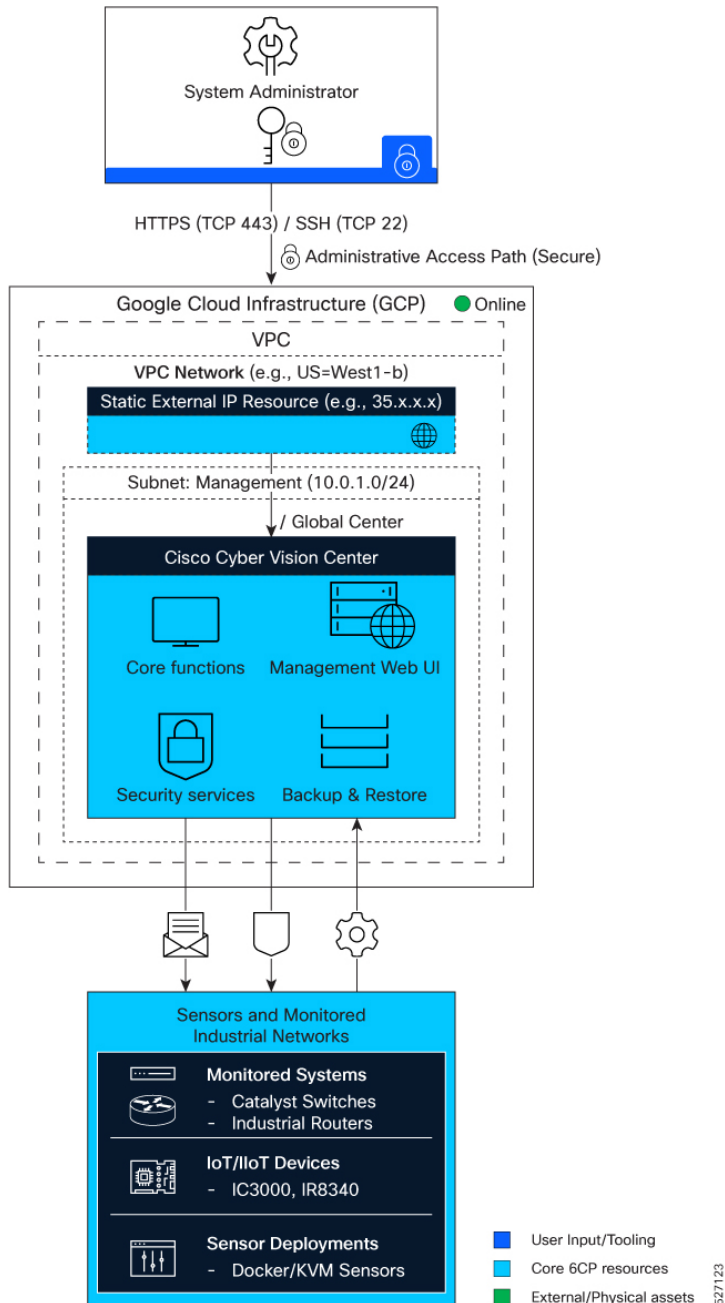 System Administrator
HTTPS (TCP 443) / SSH (TCP 22)
Administrative Access Path (Secure)
Google Cloud Infrastructure (GCP)
Online
VPC
VPC Network (e.g., US=West1-b)
Static External IP Resource (e.g., 35.x.x.x)
Subnet: Management (10.0.1.0/24)
/ Global Center
Cisco Cyber Vision Center
Core functions
Management Web UI
Security services
Backup & Restore
Sensors and Monitored
Industrial Networks
Monitored Systems
- Catalyst Switches
- Industrial Routers
IoT/IIoT Devices
- IC3000, IR8340
Sensor Deployments
- Docker/KVM Sensors
User Input/Tooling
Core 6CP resources
External/Physical assets
527123